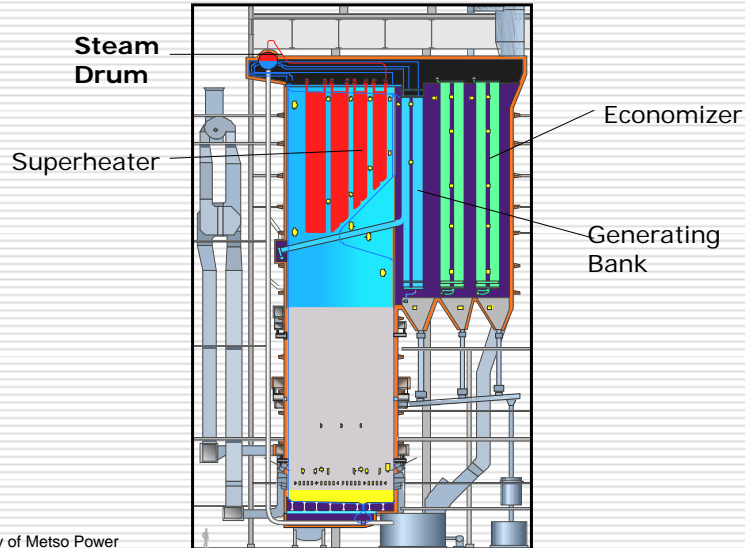 Steam
Drum
Economizer
Superheater
Generating
Bank
y of Metso Power